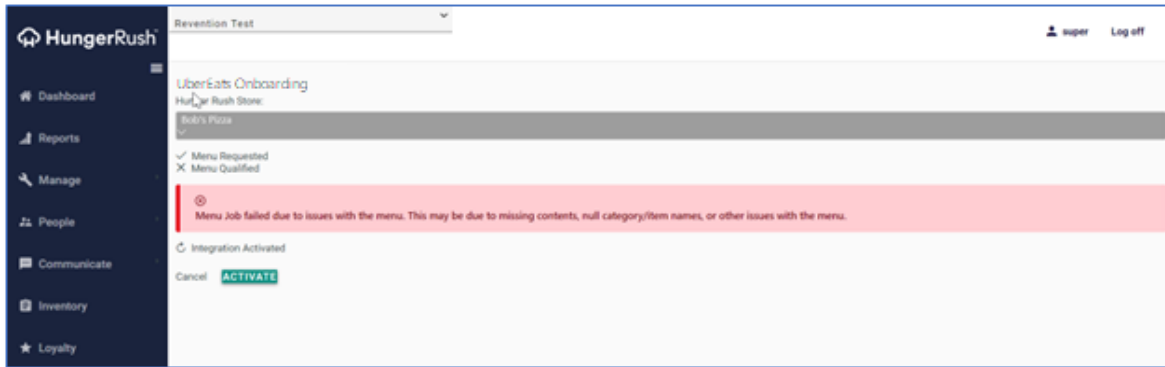 HungerRush
Revention Test
super
Log off
Dashboard
Reports
Manage
People
Communicate
Inventory
Loyalty
UberEats Onboarding
Hunger Rush Store:
Bob's Pizza
Menu Requested
Menu Qualified
Menu Job failed due to issues with the menu. This may be due to missing contents, null category/item names, or other issues with the menu.
Integration Activated
Cancel
ACTIVATE